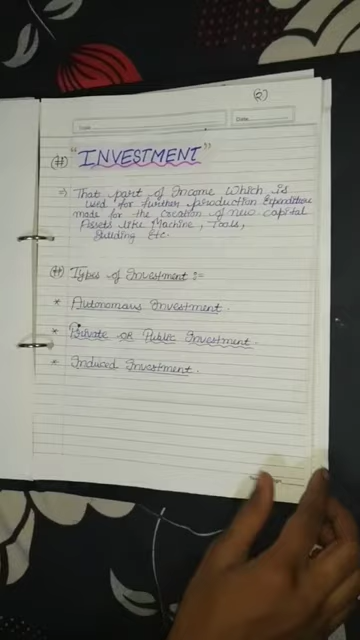 (2)
Date
(#) "INVESTMENT"
⇒ That part of Income Which is
used for further production Expenditure
made for the creation of new capital
Assets like Machine, Tools,
Building Etc.
(#) Types of Investment :=
* Autonomous Investment.
* Private OR Public Investment.
* Induced Investment.